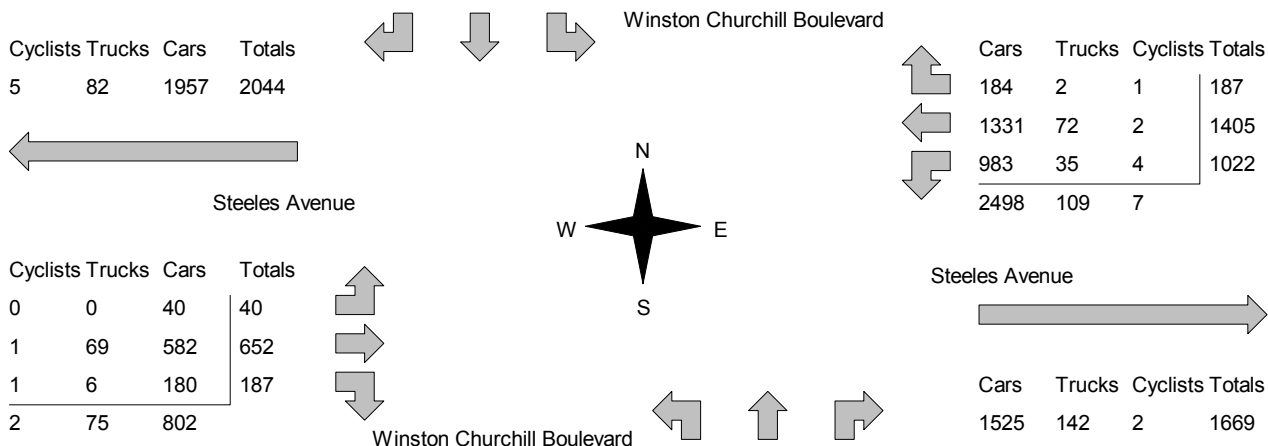 Winston Churchill Boulevard
Cyclists Trucks Cars Totals
5 82 1957 2044
Cars Trucks Cyclists Totals
184 2 1 187
1331 72 2 1405
983 35 4 1022
2498 109 7
Steeles Avenue
N
W E
S
Cyclists Trucks Cars Totals
0 0 40 40
1 69 582 652
1 6 180 187
2 75 802
Steeles Avenue
Cars Trucks Cyclists Totals
1525 142 2 1669
Winston Churchill Boulevard